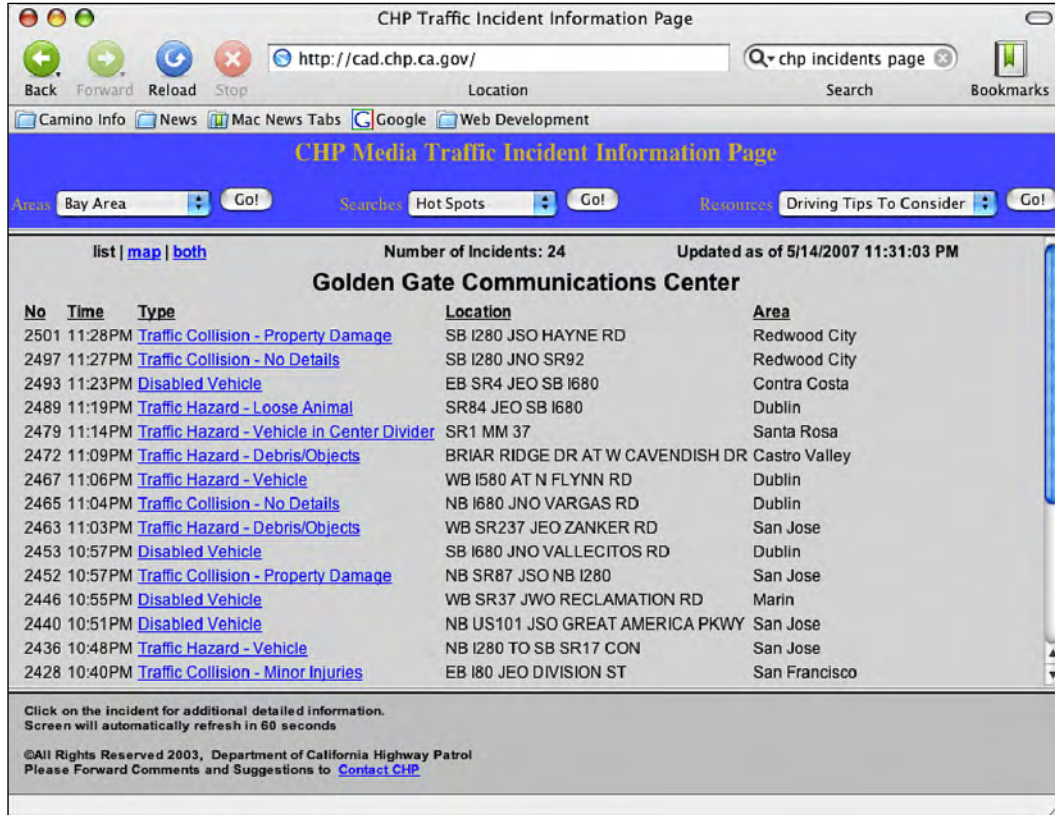 CHP Traffic Incident Information Page
http://cad.chp.ca.gov/ chp incidents page
Back Forward Reload Stop Location Search Bookmarks
Camino Info News Mac News Tabs Google Web Development
CHP Media Traffic Incident Information Page
Areas Bay Area Go! Searches Hot Spots Go! Resources Driving Tips To Consider Go!
list | map | both Number of Incidents: 24 Updated as of 5/14/2007 11:31:03 PM
Golden Gate Communications Center
No Time Type Location Area
2501 11:28PM Traffic Collision - Property Damage SB I280 JSO HAYNE RD Redwood City
2497 11:27PM Traffic Collision - No Details SB I280 JNO SR92 Redwood City
2493 11:23PM Disabled Vehicle EB SR4 JEO SB I680 Contra Costa
2489 11:19PM Traffic Hazard - Loose Animal SR84 JEO SB I680 Dublin
2479 11:14PM Traffic Hazard - Vehicle in Center Divider SR1 MM 37 Santa Rosa
2472 11:09PM Traffic Hazard - Debris/Objects BRIAR RIDGE DR AT W CAVENDISH DR Castro Valley
2467 11:06PM Traffic Hazard - Vehicle WB I580 AT N FLYNN RD Dublin
2465 11:04PM Traffic Collision - No Details NB I680 JNO VARGAS RD Dublin
2463 11:03PM Traffic Hazard - Debris/Objects WB SR237 JEO ZANKER RD San Jose
2453 10:57PM Disabled Vehicle SB I680 JNO VALLECITOS RD Dublin
2452 10:57PM Traffic Collision - Property Damage NB SR87 JSO NB I280 San Jose
2446 10:55PM Disabled Vehicle WB SR37 JWO RECLAMATION RD Marin
2440 10:51PM Disabled Vehicle NB US101 JSO GREAT AMERICA PKWY San Jose
2436 10:48PM Traffic Hazard - Vehicle NB I280 TO SB SR17 CON San Jose
2428 10:40PM Traffic Collision - Minor Injuries EB I80 JEO DIVISION ST San Francisco
Click on the incident for additional detailed information.
Screen will automatically refresh in 60 seconds
©All Rights Reserved 2003, Department of California Highway Patrol
Please Forward Comments and Suggestions to Contact CHP